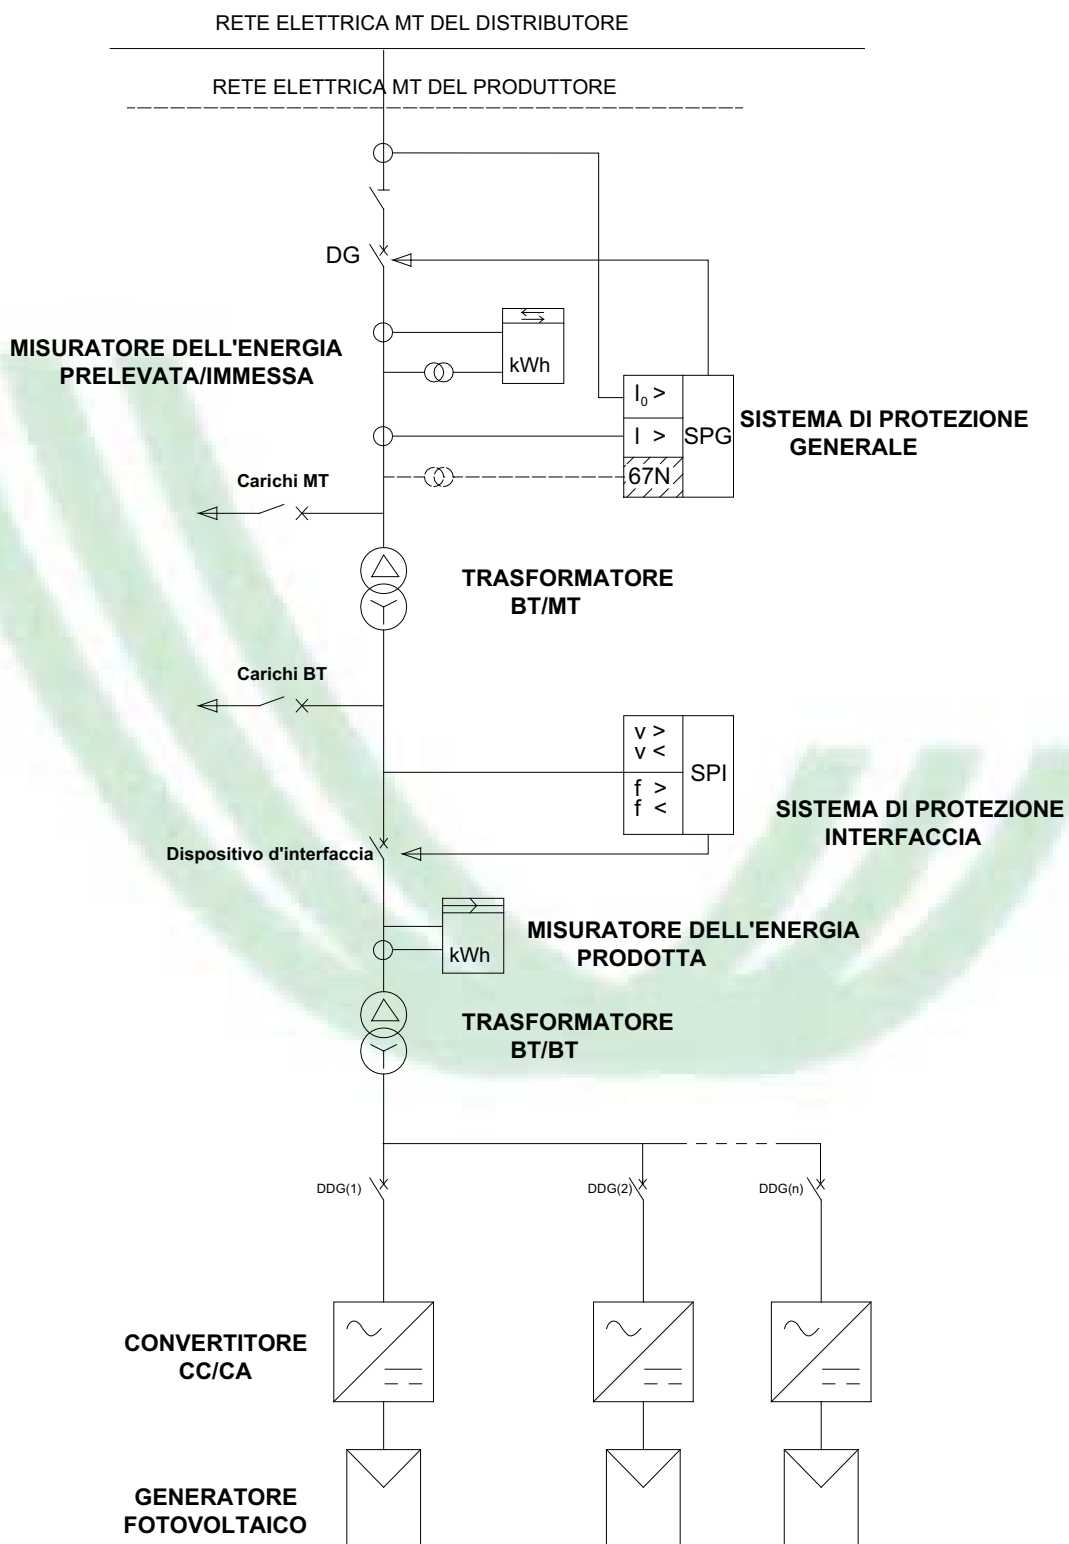 RETE ELETTRICA MT DEL DISTRIBUTORE
RETE ELETTRICA MT DEL PRODUTTORE
DG
MISURATORE DELL'ENERGIA
PRELEVATA/IMMESSA
kWh
I₀ >
I >
67N
SPG
SISTEMA DI PROTEZIONE
GENERALE
Carichi MT
TRASFORMATORE
BT/MT
Carichi BT
v >
v <
f >
f <
SPI
SISTEMA DI PROTEZIONE
INTERFACCIA
Dispositivo d'interfaccia
kWh
MISURATORE DELL'ENERGIA
PRODOTTA
TRASFORMATORE
BT/BT
DDG(1)
DDG(2)
DDG(n)
CONVERTITORE
CC/CA
GENERATORE
FOTOVOLTAICO